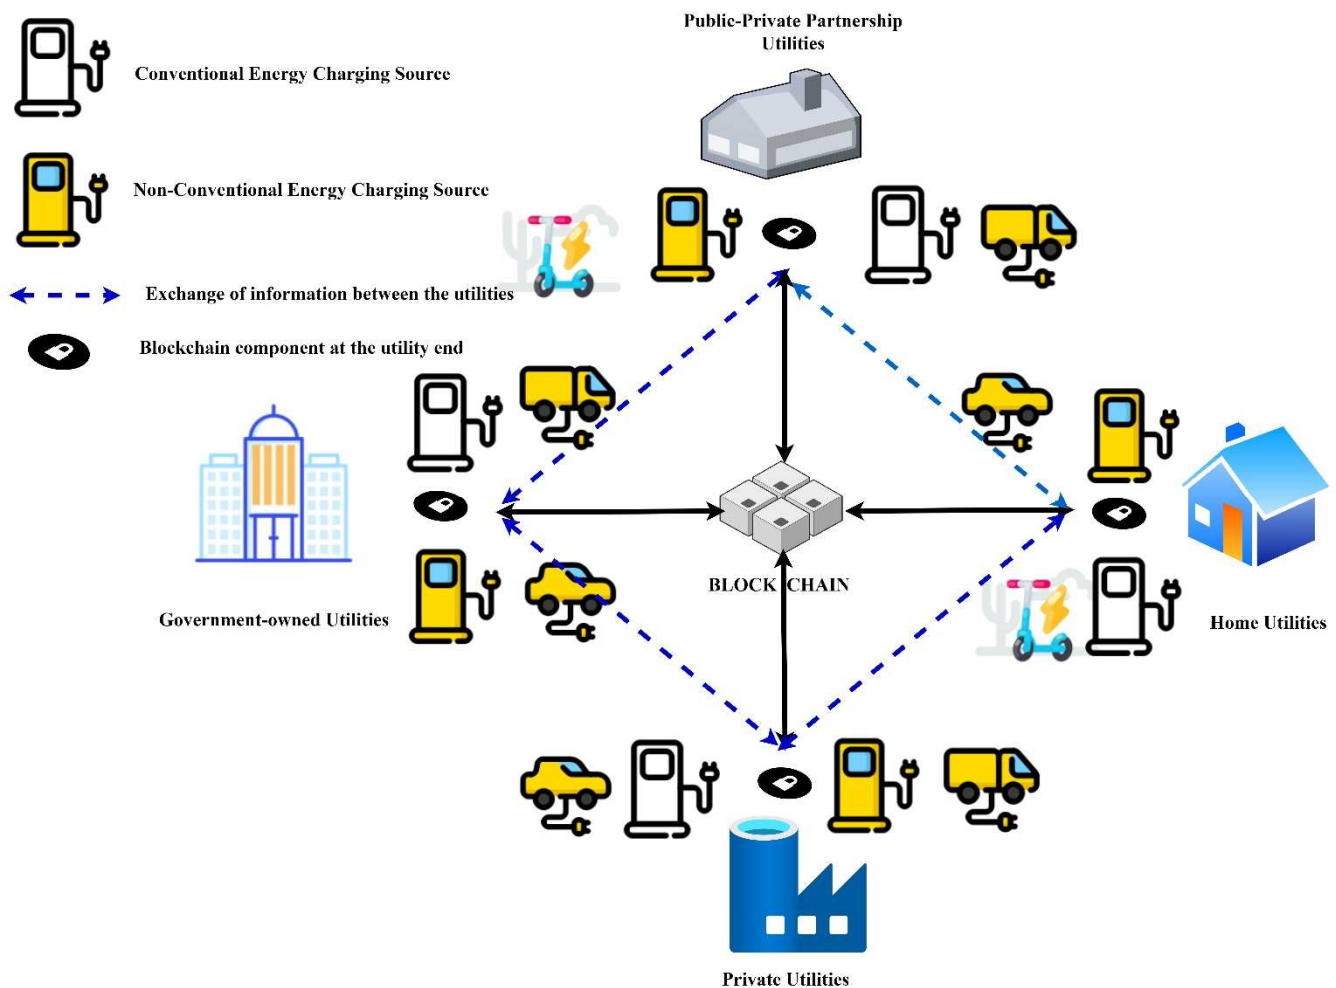 Public-Private Partnership
Utilities
Conventional Energy Charging Source
Non-Conventional Energy Charging Source
Exchange of information between the utilities
Blockchain component at the utility end
BLOCK CHAIN
Government-owned Utilities
Home Utilities
Private Utilities